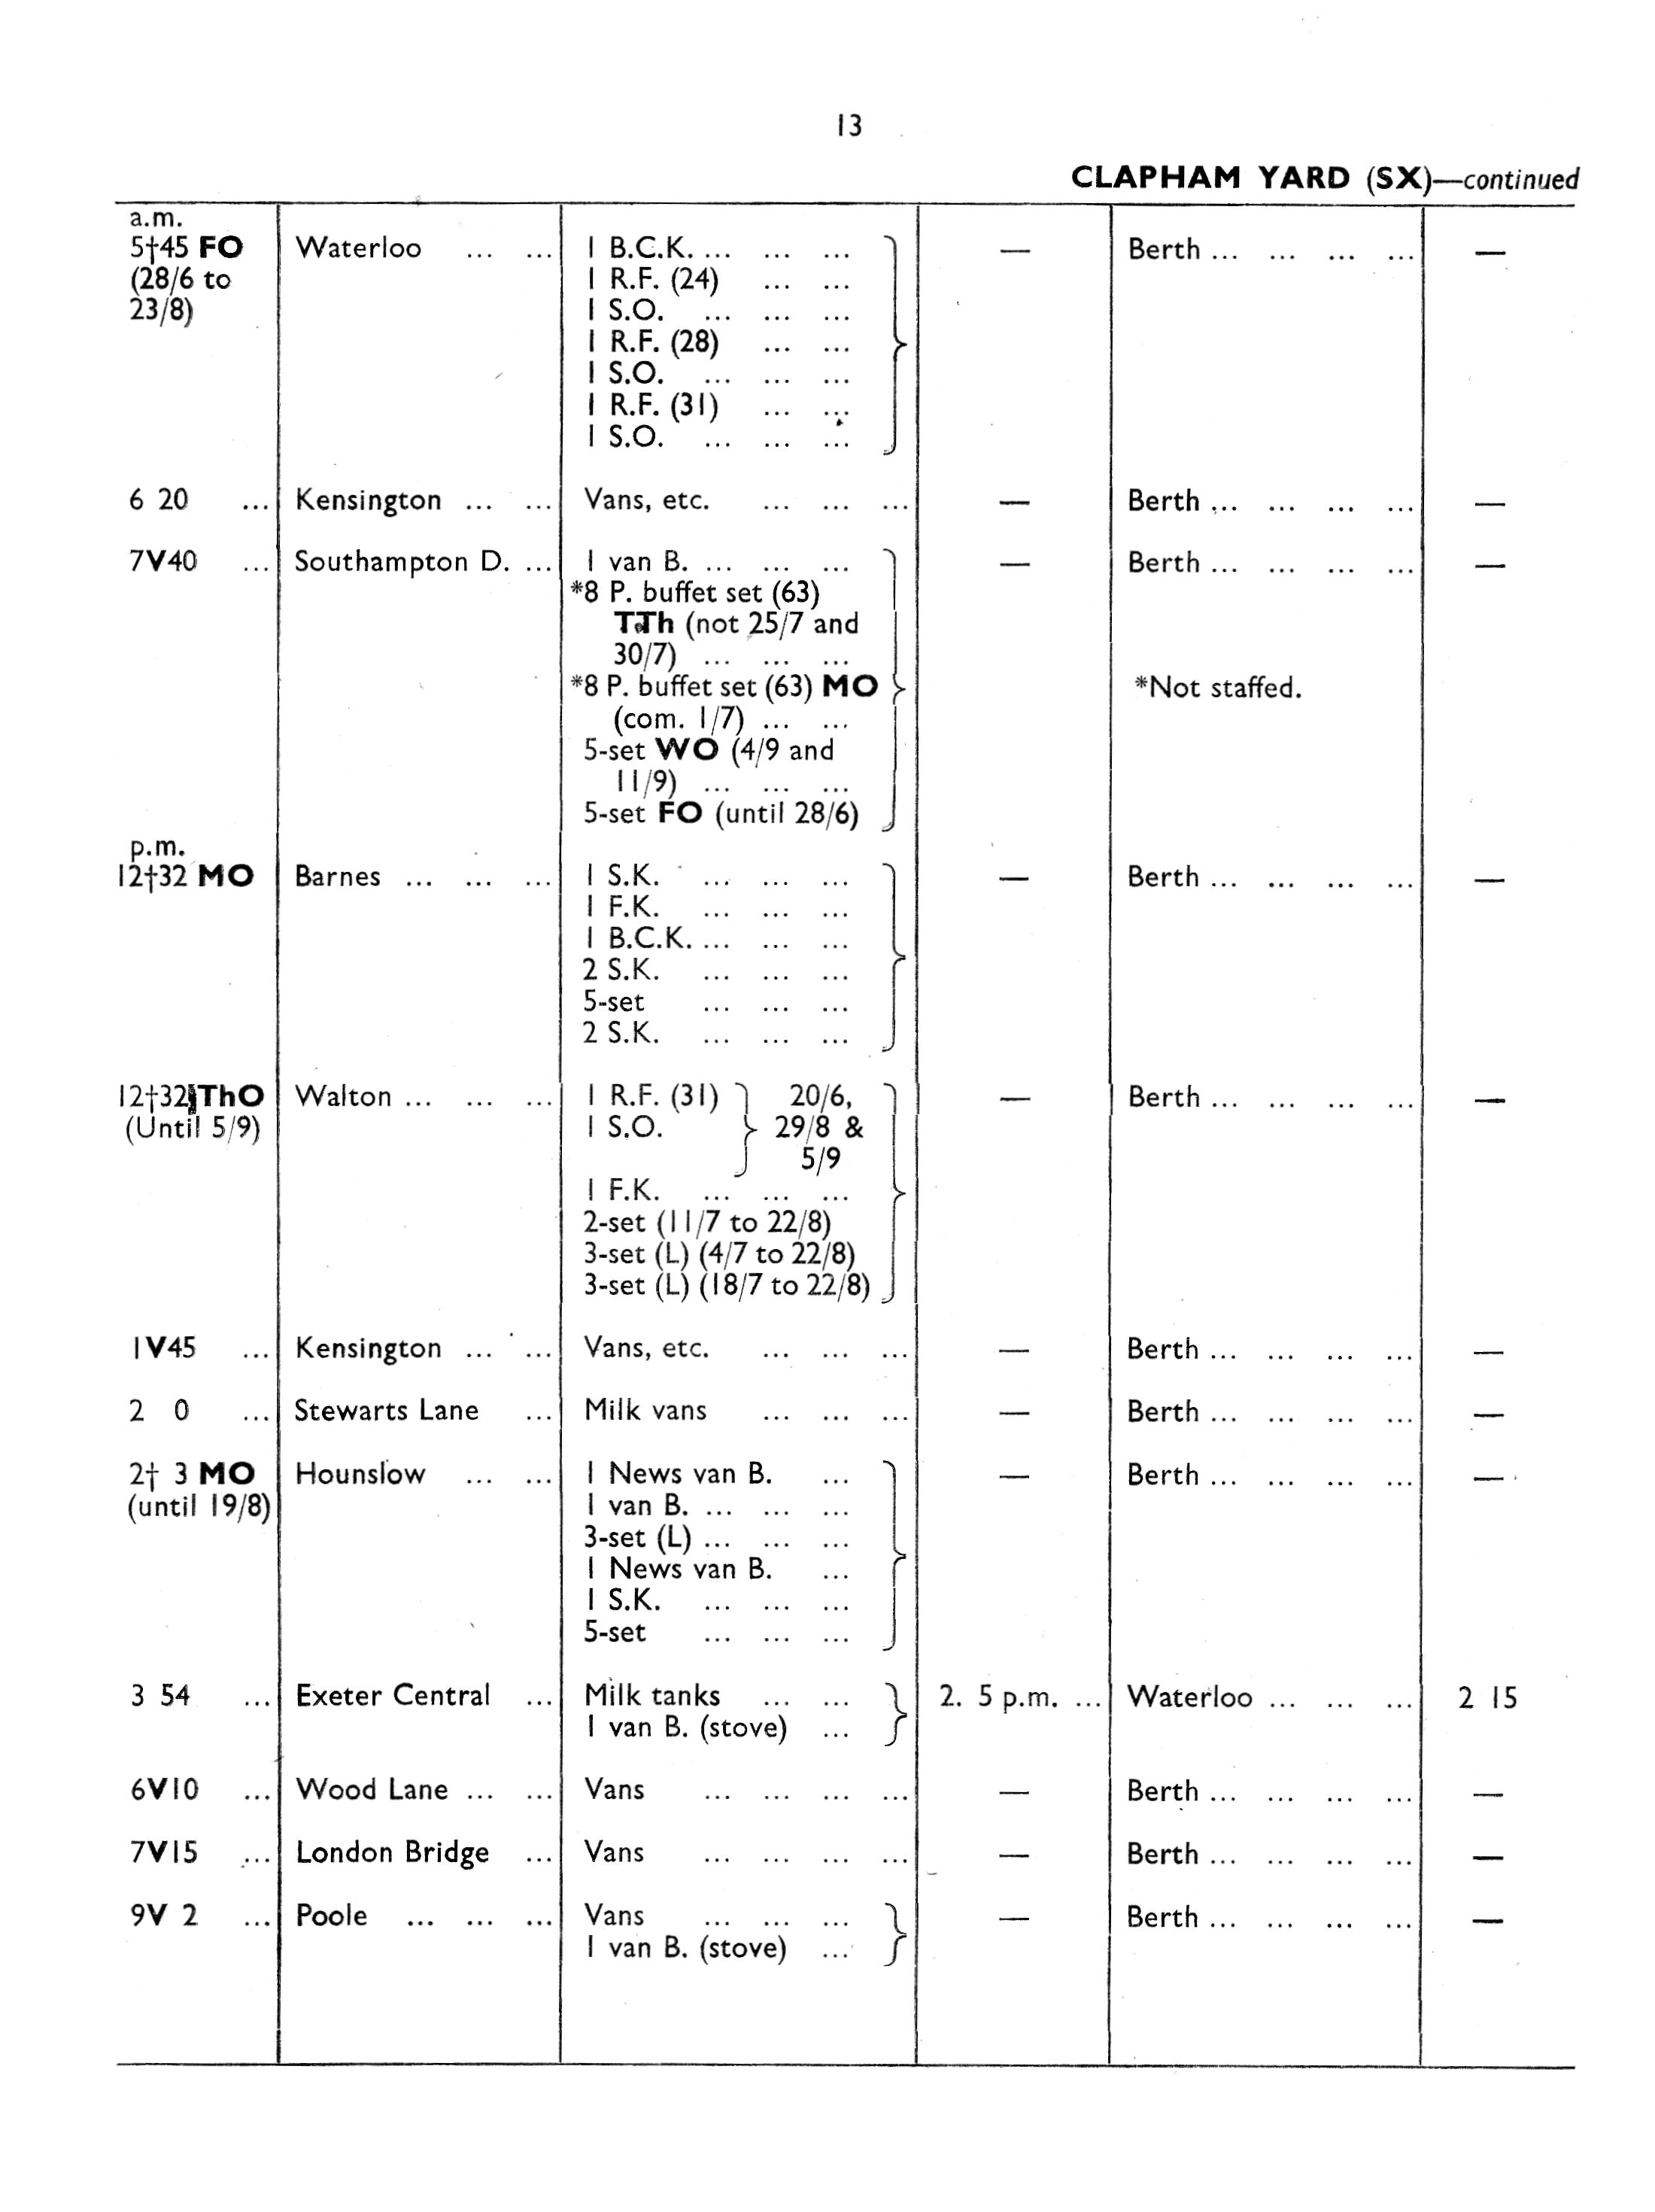 13
CLAPHAM YARD (SX)—continued
a.m.
5†45 FO Waterloo ... ... 1 B.C.K. ... ... ... — Berth ... ... ... ... —
(28/6 to 1 R.F. (24) ... ...
23/8) 1 S.O. ... ... ...
1 R.F. (28) ... ...
1 S.O. ... ... ...
1 R.F. (31) ... ...
1 S.O. ... ... ...
6 20 ... Kensington ... ... Vans, etc. ... ... ... — Berth ... ... ... ... —
7V40 ... Southampton D. ... 1 van B. ... ... ... — Berth ... ... ... ... —
*8 P. buffet set (63)
TTh (not 25/7 and
30/7) ... ... ...
*8 P. buffet set (63) MO *Not staffed.
(com. 1/7) ... ...
5-set WO (4/9 and
11/9) ... ... ...
5-set FO (until 28/6)
p.m.
12†32 MO Barnes ... ... ... 1 S.K. ... ... ... — Berth ... ... ... ... —
1 F.K. ... ... ...
1 B.C.K. ... ... ...
2 S.K. ... ... ...
5-set ... ... ...
2 S.K. ... ... ...
12†32 ThO Walton ... ... ... 1 R.F. (31) 20/6, — Berth ... ... ... ... —
(Until 5/9) 1 S.O. 29/8 &
5/9
1 F.K. ... ... ...
2-set (11/7 to 22/8)
3-set (L) (4/7 to 22/8)
3-set (L) (18/7 to 22/8)
1V45 ... Kensington ... ... Vans, etc. ... ... ... — Berth ... ... ... ... —
2 0 ... Stewarts Lane ... Milk vans ... ... ... — Berth ... ... ... ... —
2† 3 MO Hounslow ... ... 1 News van B. ... — Berth ... ... ... ... —
(until 19/8) 1 van B. ... ... ...
3-set (L) ... ... ...
1 News van B. ...
1 S.K. ... ... ...
5-set ... ... ...
3 54 ... Exeter Central ... Milk tanks ... ... 2. 5 p.m. ... Waterloo ... ... ... 2 15
1 van B. (stove) ...
6V10 ... Wood Lane ... ... Vans ... ... ... ... — Berth ... ... ... ... —
7V15 ... London Bridge ... Vans ... ... ... ... — Berth ... ... ... ... —
9V 2 ... Poole ... ... ... Vans ... ... ... — Berth ... ... ... ... —
1 van B. (stove) ...